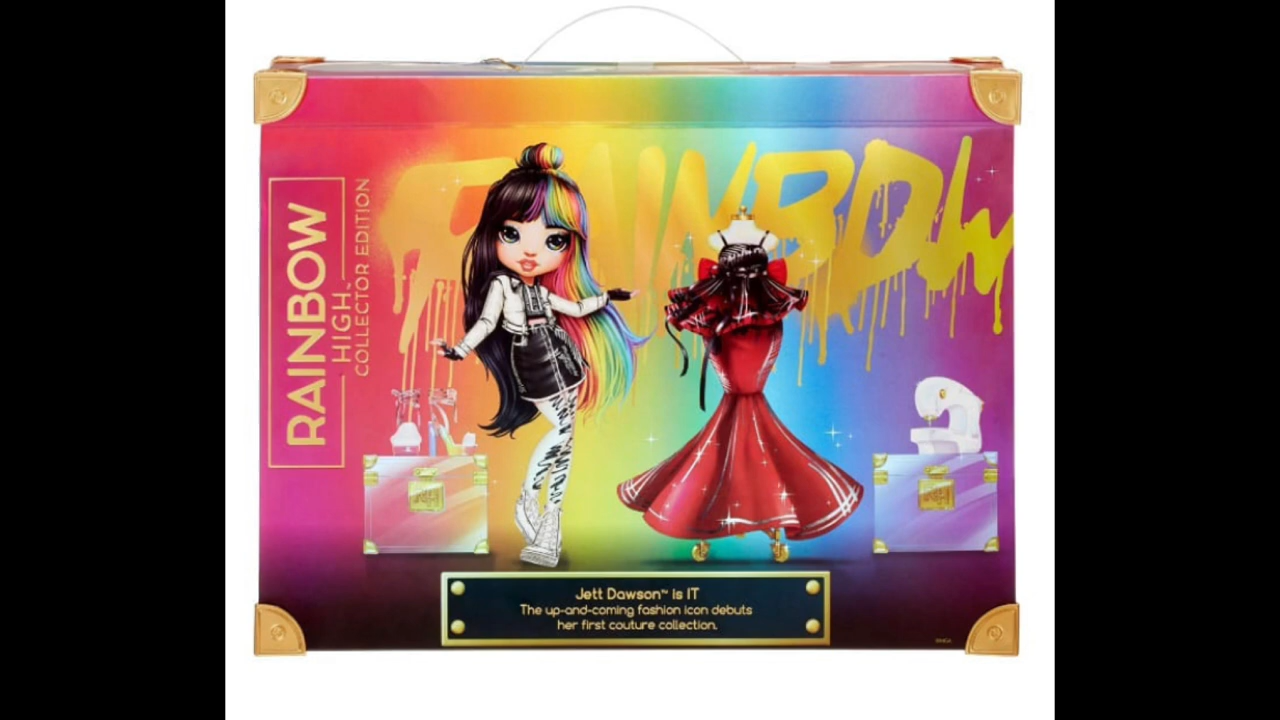 RAINBOW
HIGH™
COLLECTOR EDITION
RAINBOW
Jett Dawson™ is IT
The up-and-coming fashion icon debuts
her first couture collection.